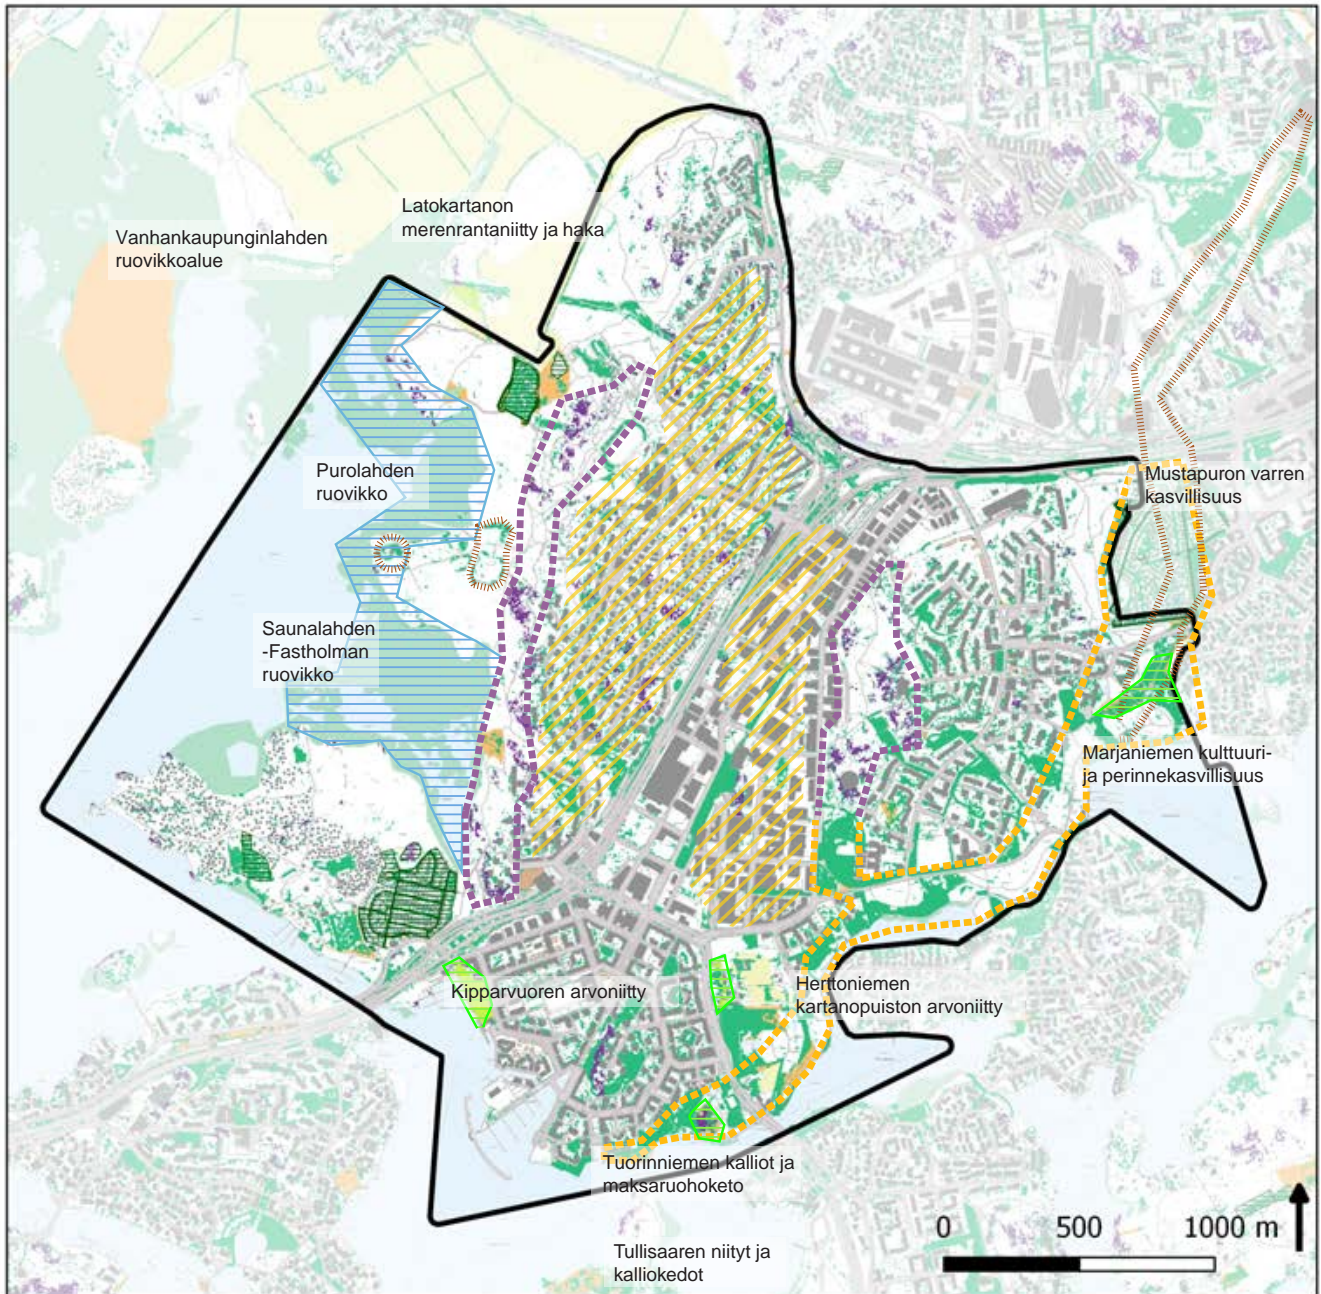 Latokartanon
merenrantaniitty ja haka
Vanhankaupunginlahden
ruovikkoalue
Purolahden
ruovikko
Mustapuron varren
kasvillisuus
Saunalahden
-Fastholman
ruovikko
Marjaniemen kulttuuri-
ja perinnekasvillisuus
Kipparvuoren arvoniitty
Herttoniemen
kartanopuiston arvoniitty
Tuorinniemen kalliot ja
maksaruohoketo
0 500 1000 m
Tullisaaren niityt ja
kalliokedot